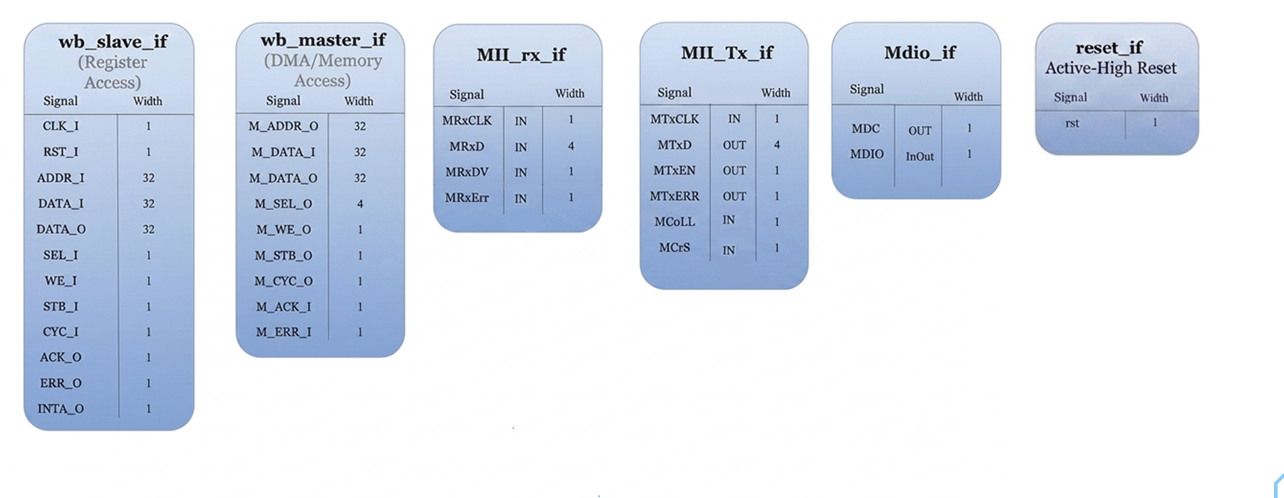 wb_slave_if
(Register
Access)
Signal Width
CLK_I 1
RST_I 1
ADDR_I 32
DATA_I 32
DATA_O 32
SEL_I 1
WE_I 1
STB_I 1
CYC_I 1
ACK_O 1
ERR_O 1
INTA_O 1
wb_master_if
(DMA/Memory
Access)
Signal Width
M_ADDR_O 32
M_DATA_I 32
M_DATA_O 32
M_SEL_O 4
M_WE_O 1
M_STB_O 1
M_CYC_O 1
M_ACK_I 1
M_ERR_I 1
MII_rx_if
Signal Width
MRxCLK IN 1
MRxD IN 4
MRxDV IN 1
MRxErr IN 1
MII_Tx_if
Signal Width
MTxCLK IN 1
MTxD OUT 4
MTxEN OUT 1
MTxERR OUT 1
MCoLL IN 1
MCrS IN 1
Mdio_if
Signal Width
MDC OUT 1
MDIO InOut 1
reset_if
Active-High Reset
Signal Width
rst 1